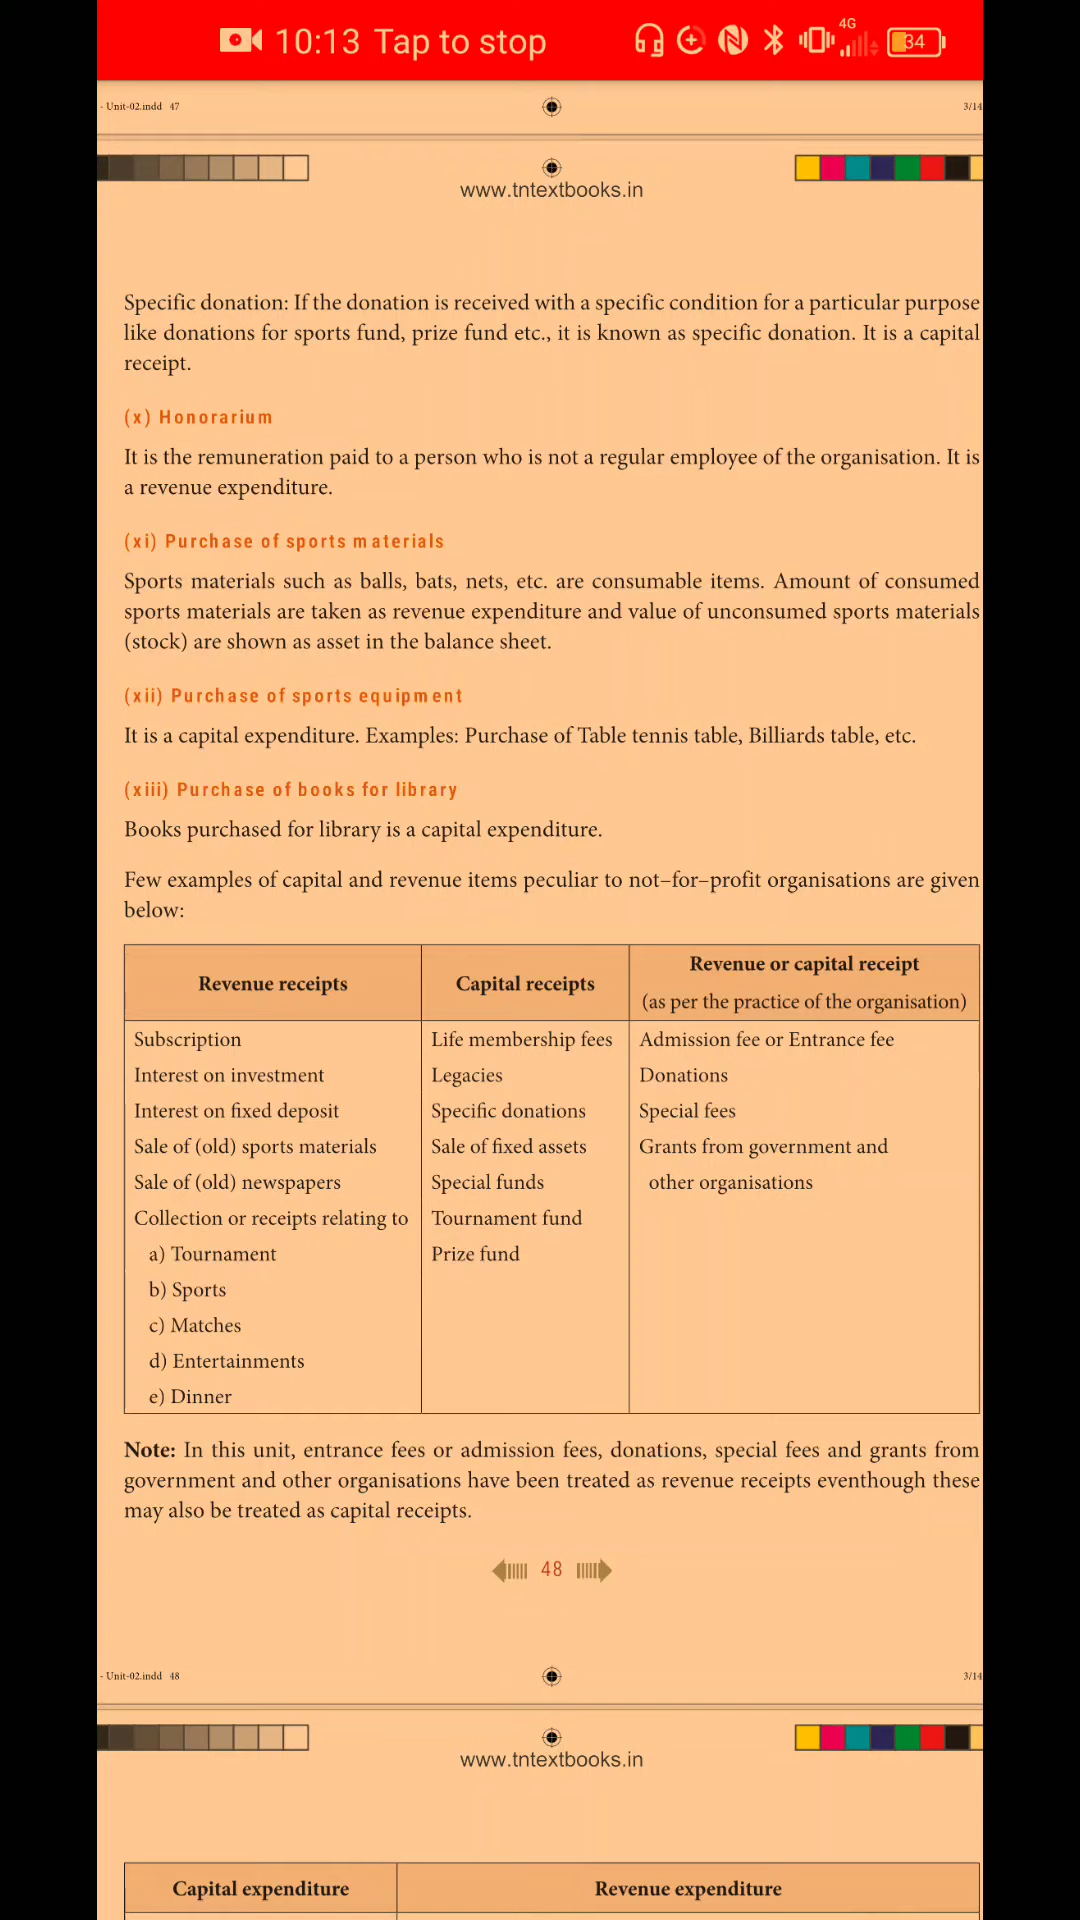 10:13 Tap to stop
4G
34
- Unit-02.indd 47
3/14
www.tntextbooks.in
Specific donation: If the donation is received with a specific condition for a particular purpose
like donations for sports fund, prize fund etc., it is known as specific donation. It is a capital
receipt.
(x) Honorarium
It is the remuneration paid to a person who is not a regular employee of the organisation. It is
a revenue expenditure.
(xi) Purchase of sports materials
Sports materials such as balls, bats, nets, etc. are consumable items. Amount of consumed
sports materials are taken as revenue expenditure and value of unconsumed sports materials
(stock) are shown as asset in the balance sheet.
(xii) Purchase of sports equipment
It is a capital expenditure. Examples: Purchase of Table tennis table, Billiards table, etc.
(xiii) Purchase of books for library
Books purchased for library is a capital expenditure.
Few examples of capital and revenue items peculiar to not–for–profit organisations are given
below:
Revenue receipts
Capital receipts
Revenue or capital receipt
(as per the practice of the organisation)
Subscription
Interest on investment
Interest on fixed deposit
Sale of (old) sports materials
Sale of (old) newspapers
Collection or receipts relating to
a) Tournament
b) Sports
c) Matches
d) Entertainments
e) Dinner
Life membership fees
Legacies
Specific donations
Sale of fixed assets
Special funds
Tournament fund
Prize fund
Admission fee or Entrance fee
Donations
Special fees
Grants from government and
other organisations
Note: In this unit, entrance fees or admission fees, donations, special fees and grants from
government and other organisations have been treated as revenue receipts eventhough these
may also be treated as capital receipts.
48
- Unit-02.indd 48
3/14
www.tntextbooks.in
Capital expenditure
Revenue expenditure